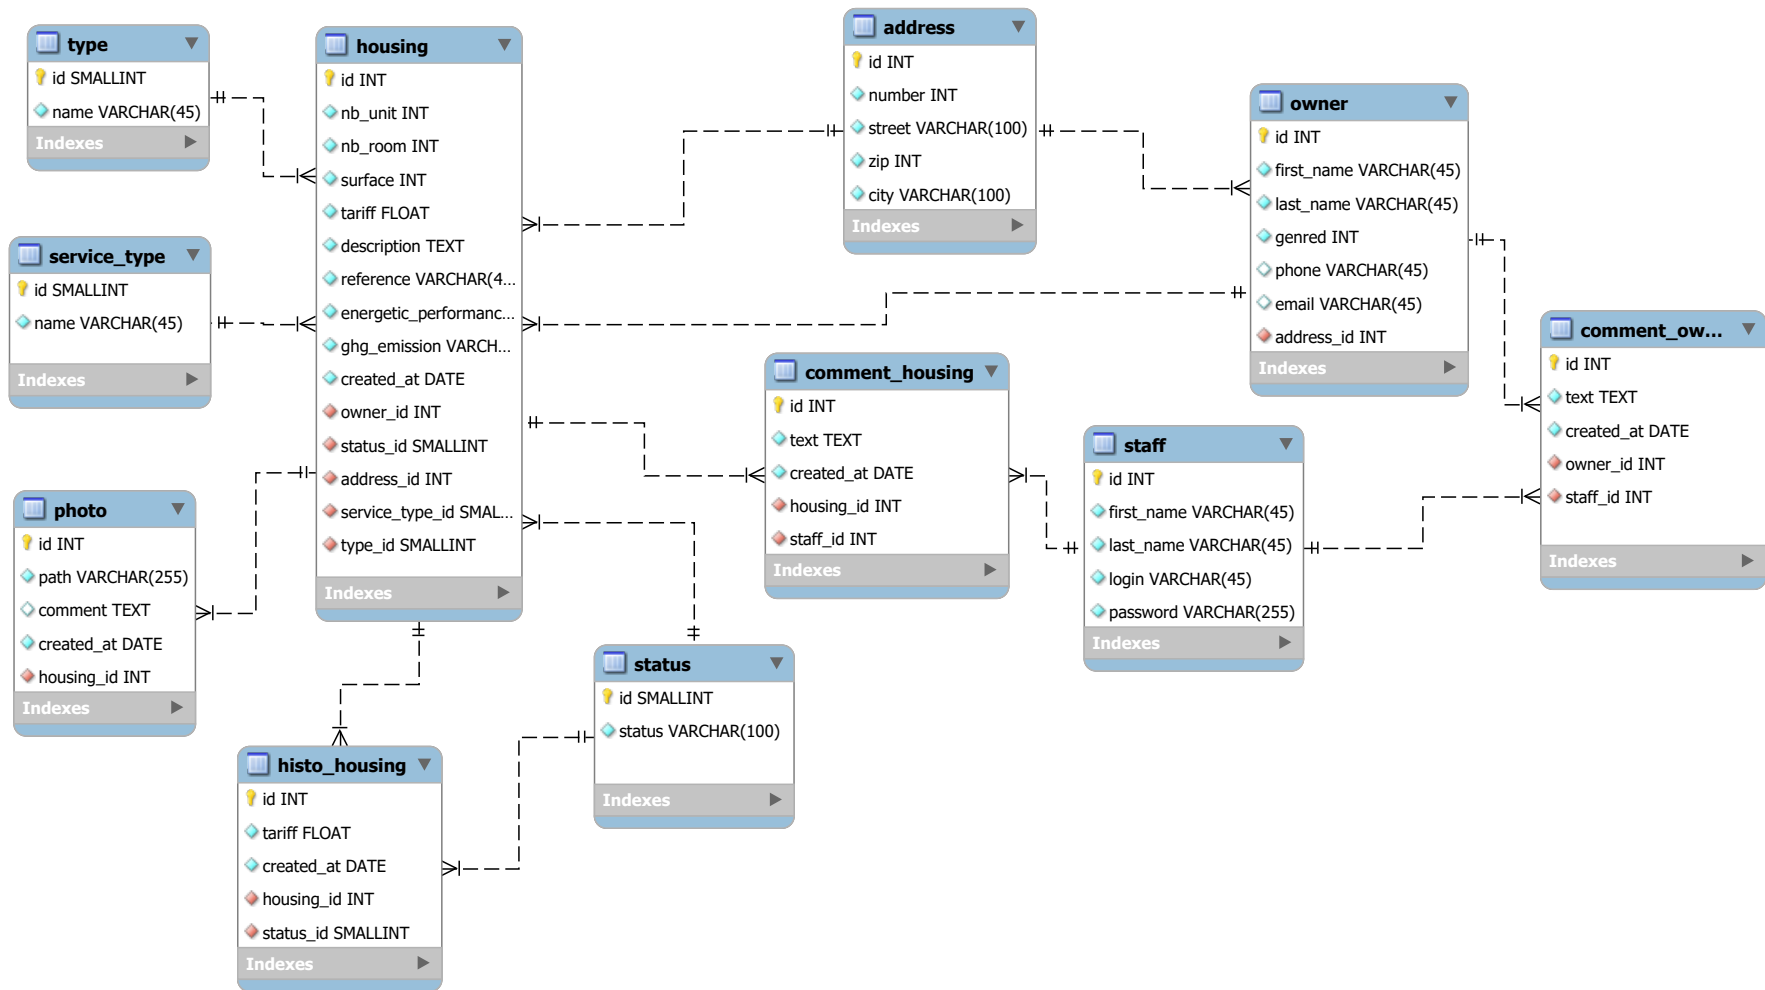 type
id SMALLINT
name VARCHAR(45)
Indexes
service_type
id SMALLINT
name VARCHAR(45)
Indexes
photo
id INT
path VARCHAR(255)
comment TEXT
created_at DATE
housing_id INT
Indexes
housing
id INT
nb_unit INT
nb_room INT
surface INT
tariff FLOAT
description TEXT
reference VARCHAR(4...
energetic_performanc...
ghg_emission VARCH...
created_at DATE
owner_id INT
status_id SMALLINT
address_id INT
service_type_id SMAL...
type_id SMALLINT
Indexes
histo_housing
id INT
tariff FLOAT
created_at DATE
housing_id INT
status_id SMALLINT
Indexes
status
id SMALLINT
status VARCHAR(100)
Indexes
address
id INT
number INT
street VARCHAR(100)
zip INT
city VARCHAR(100)
Indexes
comment_housing
id INT
text TEXT
created_at DATE
housing_id INT
staff_id INT
Indexes
owner
id INT
first_name VARCHAR(45)
last_name VARCHAR(45)
genred INT
phone VARCHAR(45)
email VARCHAR(45)
address_id INT
Indexes
staff
id INT
first_name VARCHAR(45)
last_name VARCHAR(45)
login VARCHAR(45)
password VARCHAR(255)
Indexes
comment_ow...
id INT
text TEXT
created_at DATE
owner_id INT
staff_id INT
Indexes